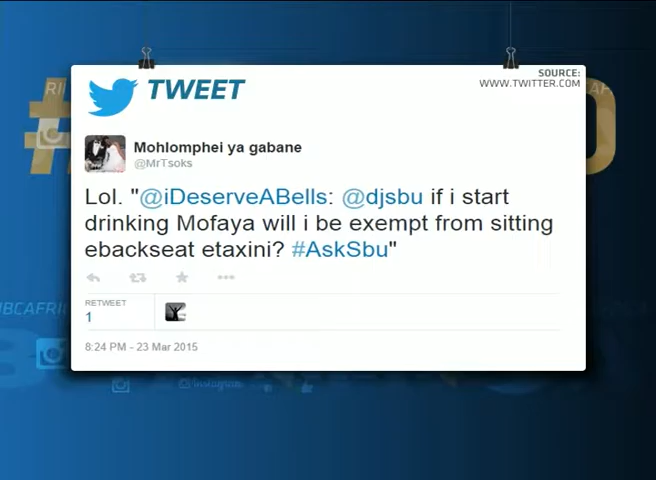 TWEET
SOURCE:
WWW.TWITTER.COM
Mohlomphei ya gabane
@MrTsoks
Lol. "@iDeserveABells: @djsbu if i start
drinking Mofaya will i be exempt from sitting
ebackseat etaxini? #AskSbu"
RETWEET
1
8:24 PM - 23 Mar 2015